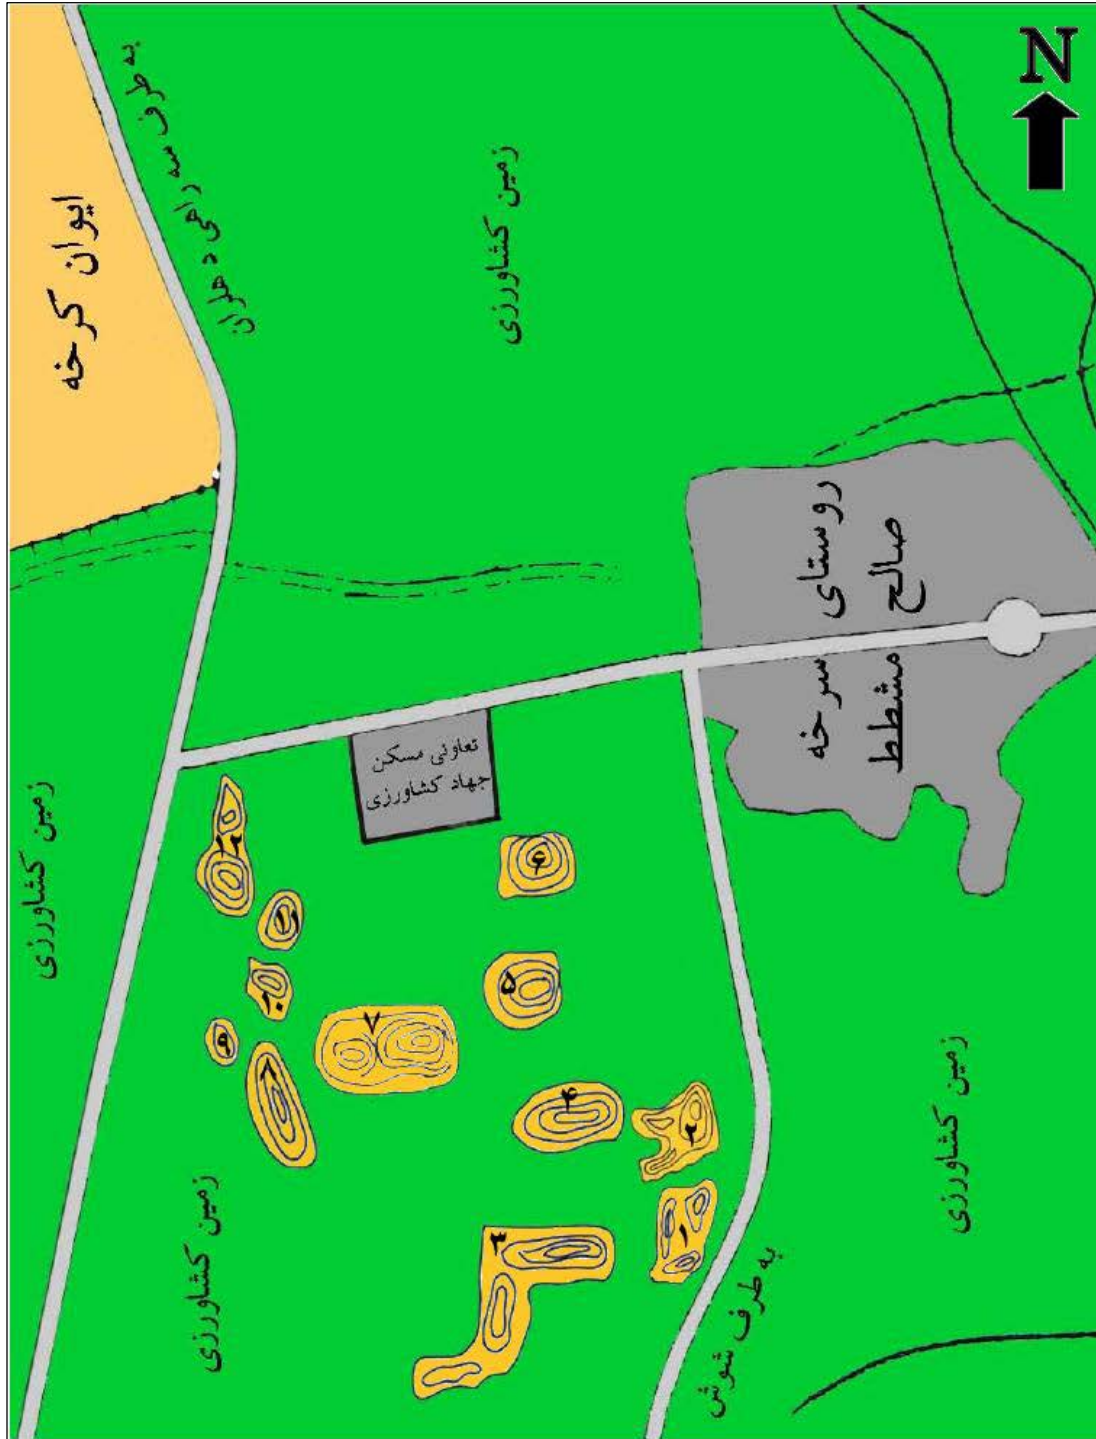 N
به طرف سه راهی دهلران
ایوان کرخه
زمین کشاورزی
روستای سرخه
صالح مشطط
تعاونی مسکن
جهاد کشاورزی
زمین کشاورزی
۱۲
۶
۱۱
۵
۱۰
۷
۹
۸
۴
۲
زمین کشاورزی
۱
۳
زمین کشاورزی
به طرف شوش